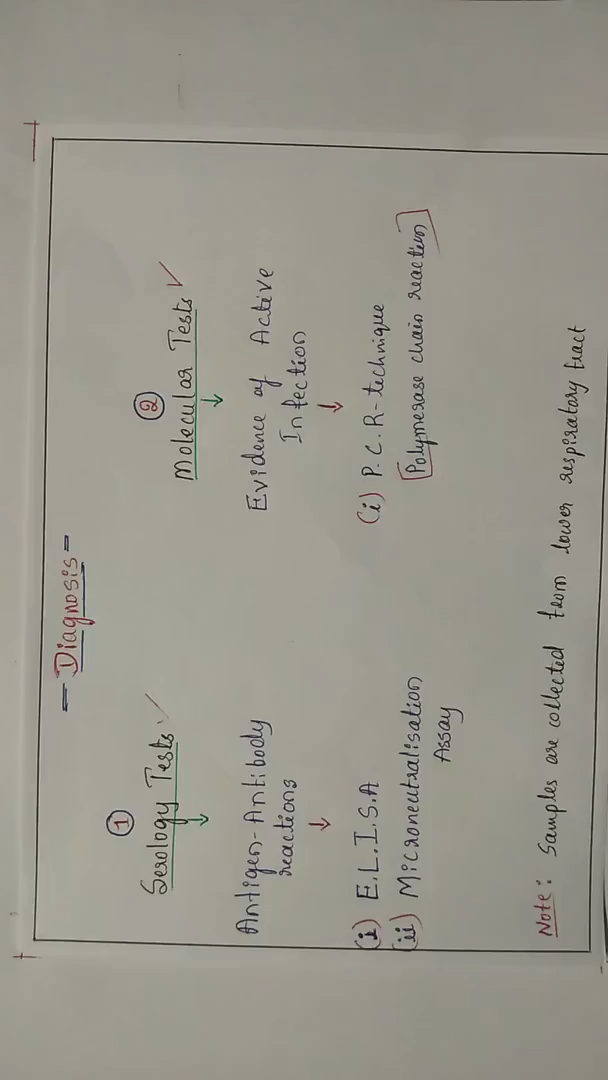 - Diagnosis -
①
Serology Tests ✓
↓
Antigen-Antibody
reactions
↓
(i) E.L.I.S.A
(ii) Microneutralisation
Assay
②
Molecular Tests ✓
↓
Evidence of Active
Infection
↓
(i) P.C.R-technique
[Polymerase chain reaction]
Note: Samples are collected from lower respiratory tract